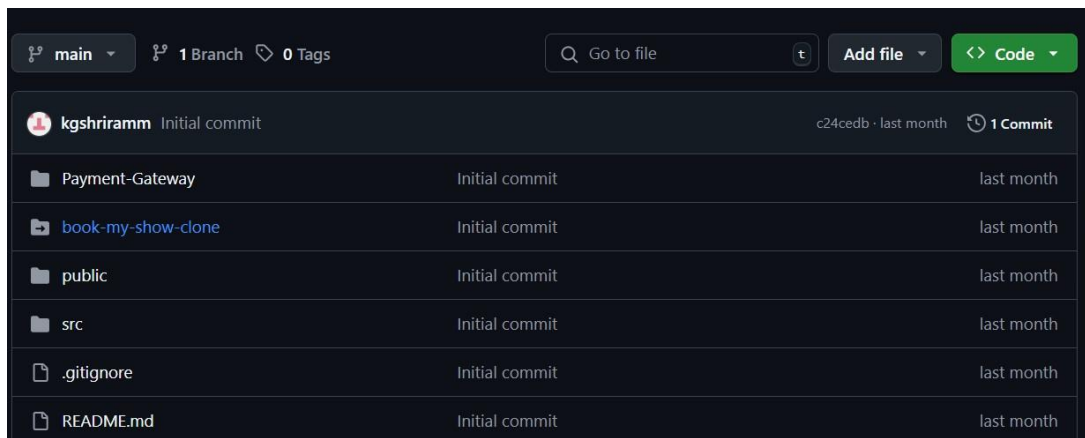 main 1 Branch 0 Tags Go to file t Add file <> Code
kgshriramm Initial commit c24cedb · last month 1 Commit
Payment-Gateway Initial commit last month
book-my-show-clone Initial commit last month
public Initial commit last month
src Initial commit last month
.gitignore Initial commit last month
README.md Initial commit last month